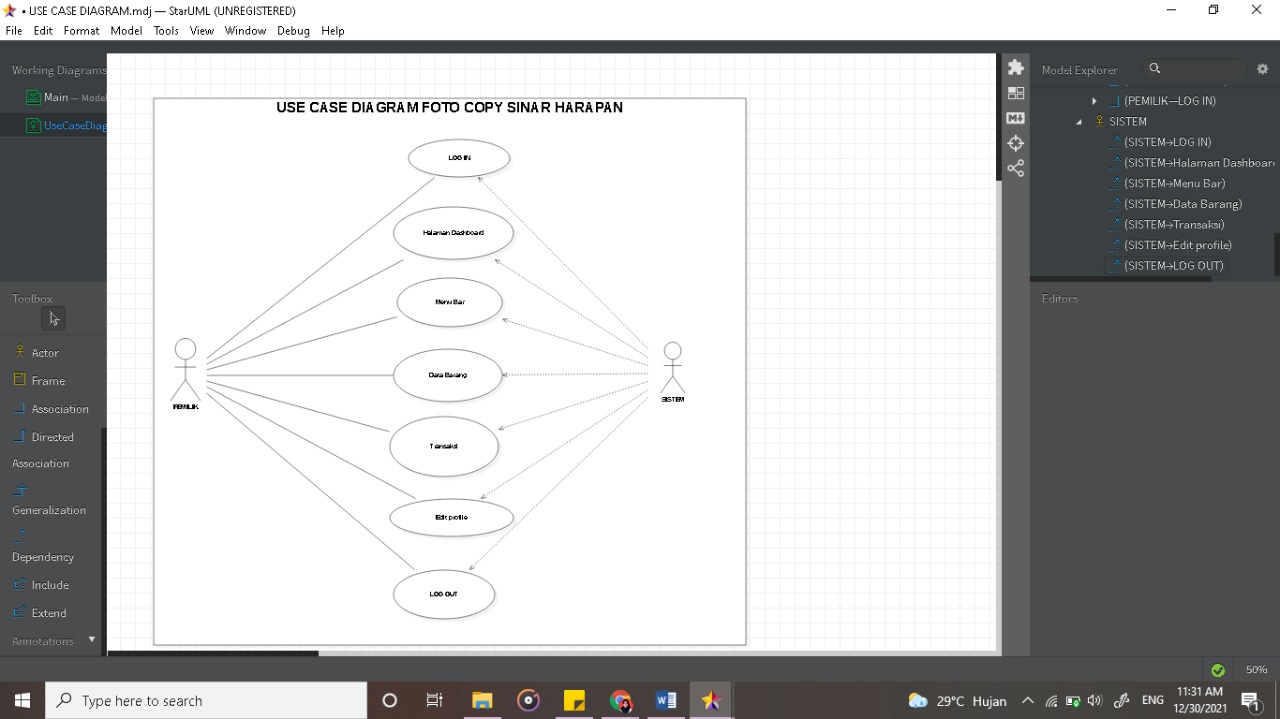 USE CASE DIAGRAM.mdj — StarUML (UNREGISTERED)
File Edit Format Model Tools View Window Debug Help
Working Diagrams
Main — Model
UseCaseDiag
Toolbox
Actor
Frame
Association
Directed
Association
Generalization
Dependency
Include
Extend
Annotations
USE CASE DIAGRAM FOTO COPY SINAR HARAPAN
LOG IN
Halaman Dashboard
Menu Bar
Data Barang
Transaksi
Edit profile
LOG OUT
PEMILIK
SISTEM
M+
Model Explorer
(PEMILIK—LOG IN)
SISTEM
(SISTEM→LOG IN)
(SISTEM→Halaman Dashboar
(SISTEM→Menu Bar)
(SISTEM→Data Barang)
(SISTEM→Transaksi)
(SISTEM→Edit profile)
(SISTEM→LOG OUT)
Editors
50%
Type here to search
29°C Hujan
ENG
11:31 AM
12/30/2021
1